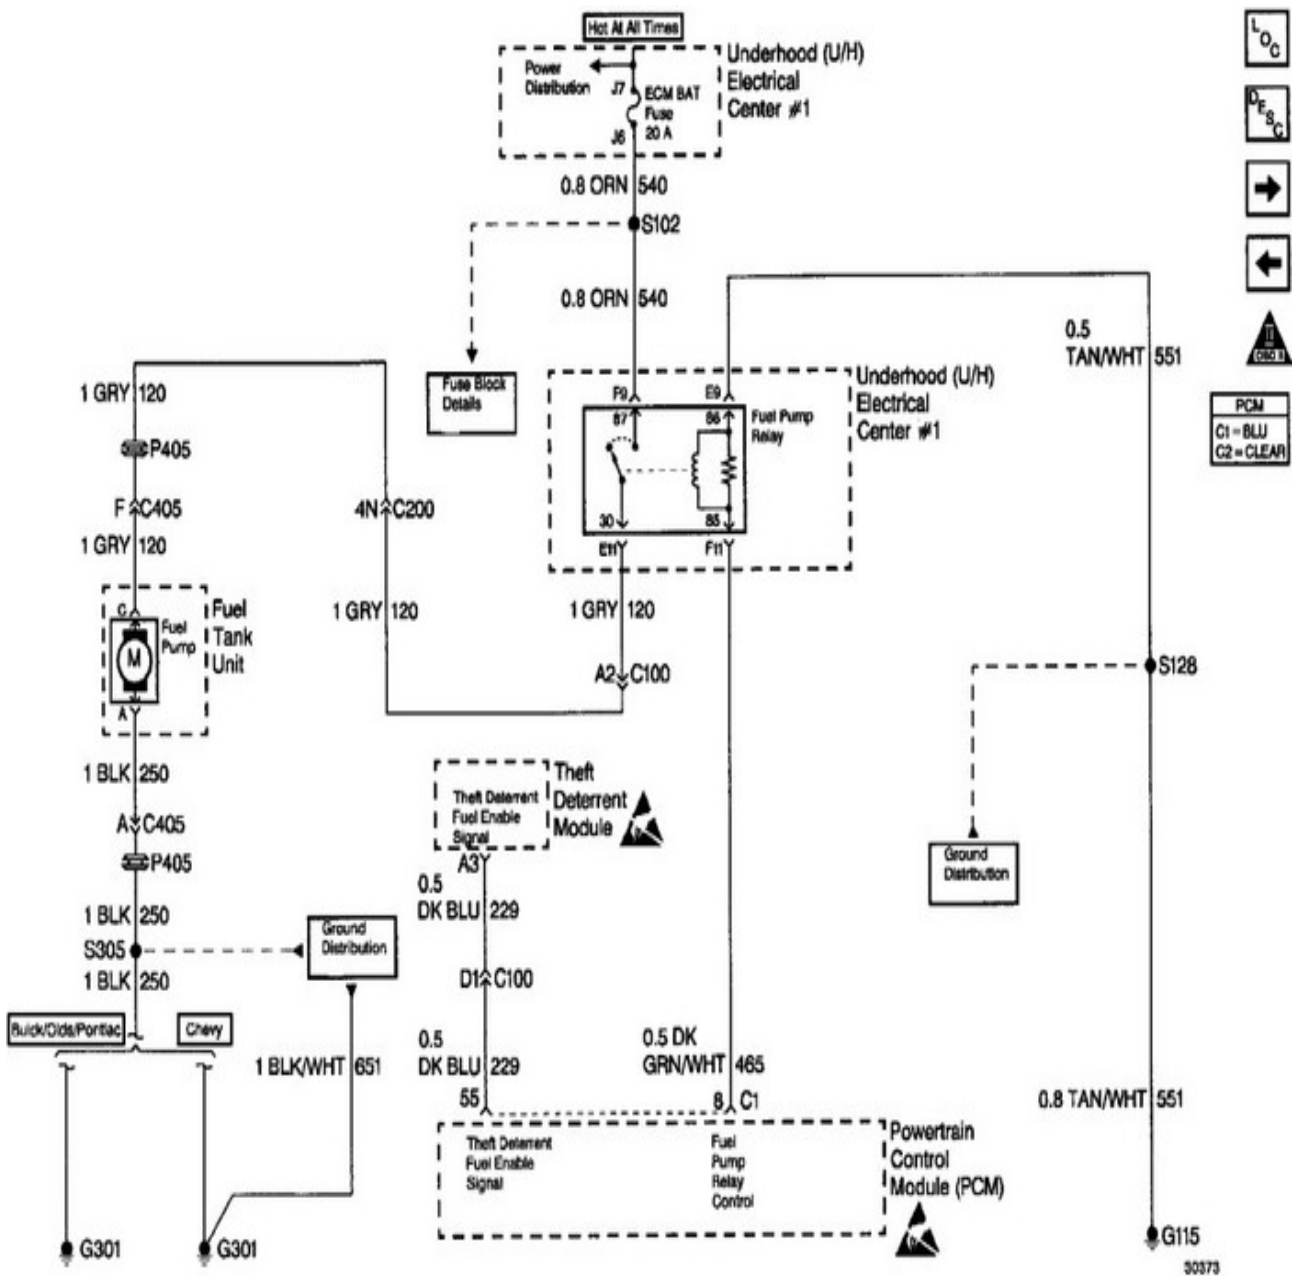 Hot At All Times
L
O
C
Power
Distribution
J7
ECM BAT
Fuse
20 A
J6
Underhood (U/H)
Electrical
Center #1
D
E
S
C
0.8 ORN 540
S102
0.8 ORN 540
0.5
TAN/WHT 551
II
OBD II
Fuse Block
Details
Underhood (U/H)
Electrical
Center #1
PCM
C1 = BLU
C2 = CLEAR
1 GRY 120
P405
F C405
1 GRY 120
4N C200
F9 E9
87 86
Fuel Pump
Relay
30 85
E11 F11
C
Fuel
Pump
M
A
Fuel
Tank
Unit
1 GRY 120
1 GRY 120
A2 C100
S128
1 BLK 250
A C405
P405
1 BLK 250
S305
1 BLK 250
Theft Deterrent
Fuel Enable
Signal
Theft
Deterrent
Module
A3
0.5
DK BLU 229
D1 C100
0.5
DK BLU 229
55
Ground
Distribution
Ground
Distribution
Buick/Olds/Pontiac
Chevy
1 BLK/WHT 651
0.5 DK
GRN/WHT 465
8 C1
0.8 TAN/WHT 551
Theft Deterrent
Fuel Enable
Signal
Fuel
Pump
Relay
Control
Powertrain
Control
Module (PCM)
G301
G301
G115
30373